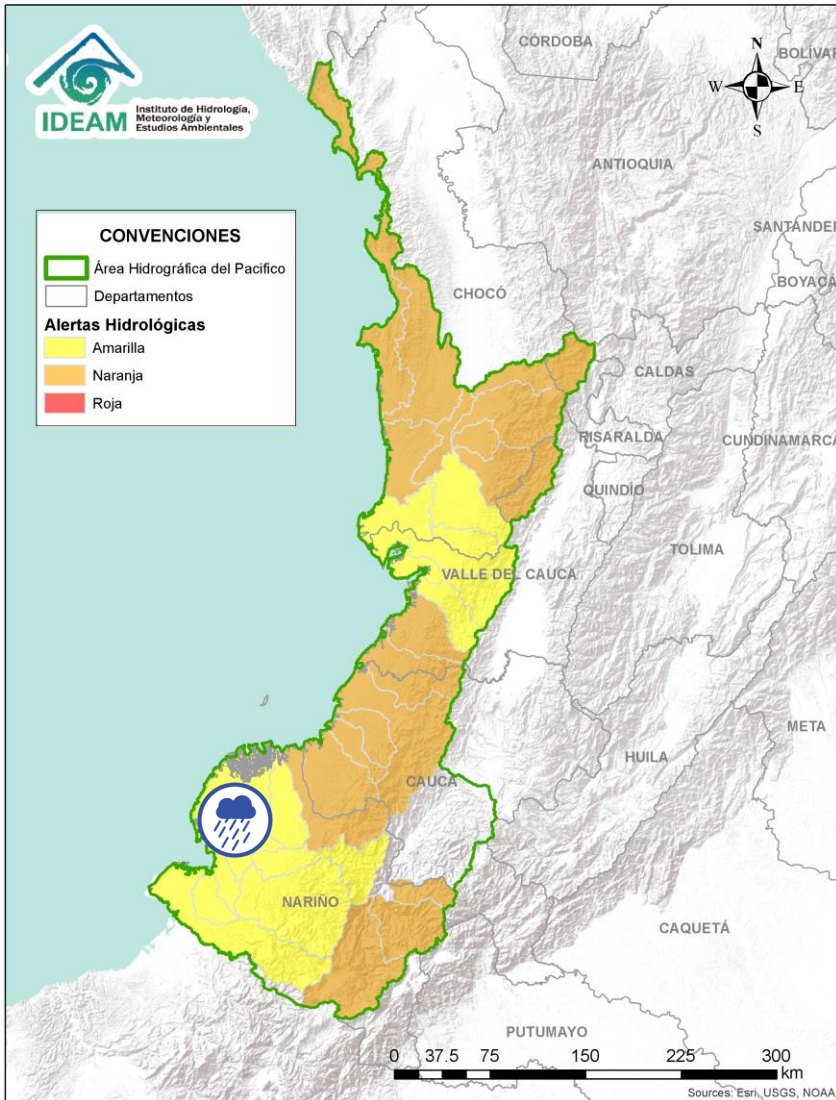 IDEAM
Instituto de Hidrología,
Meteorología y
Estudios Ambientales
CÓRDOBA
BOLÍVAR
N
W
E
S
ANTIOQUIA
SANTANDER
BOYACÁ
CONVENCIONES
Área Hidrográfica del Pacifico
Departamentos
Alertas Hidrológicas
Amarilla
Naranja
Roja
CHOCÓ
CALDAS
RISARALDA
CUNDINAMARCA
QUINDÍO
TOLIMA
VALLE DEL CAUCA
META
HUILA
CAUCA
NARIÑO
CAQUETÁ
PUTUMAYO
0 37.5 75 150 225 300
km
Sources: Esri, USGS, NOAA